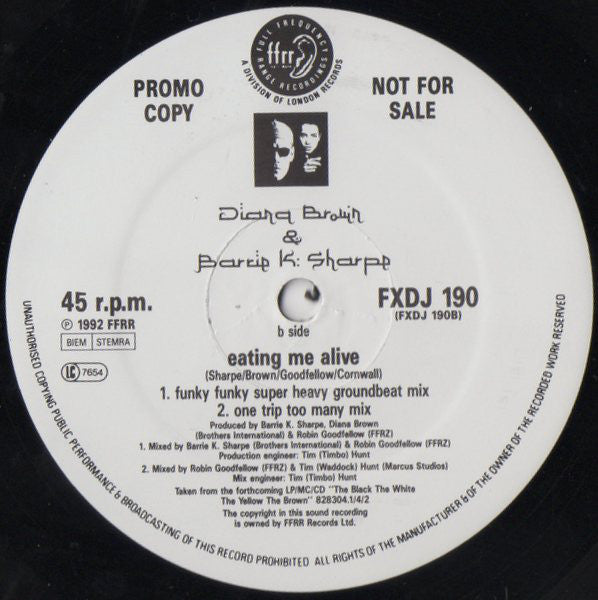 FULL FREQUENCY
ffrr
RANGE RECORDINGS
A DIVISION OF LONDON RECORDS
PROMO
COPY
NOT FOR
SALE
Diana Brown
&
Barrie K. Sharpe
45 r.p.m.
FXDJ 190
℗ 1992 FFRR
(FXDJ 190B)
BIEM STEMRA
b side
LC 7654
eating me alive
(Sharpe/Brown/Goodfellow/Cornwall)
1. funky funky super heavy groundbeat mix
2. one trip too many mix
Produced by Barrie K. Sharpe, Diana Brown
(Brothers International) & Robin Goodfellow (FFRZ)
1. Mixed by Barrie K. Sharpe (Brothers International) & Robin Goodfellow (FFRZ)
Production engineer: Tim (Timbo) Hunt
2. Mixed by Robin Goodfellow (FFRZ) & Tim (Waddock) Hunt (Marcus Studios)
Mix engineer: Tim (Timbo) Hunt
Taken from the forthcoming LP/MC/CD "The Black The White
The Yellow The Brown" 828304.1/4/2
The copyright in this sound recording
is owned by FFRR Records Ltd.
UNAUTHORISED COPYING PUBLIC PERFORMANCE & BROADCASTING OF THIS RECORD PROHIBITED ALL RIGHTS OF THE MANUFACTURER & OF THE OWNER OF THE RECORDED WORK RESERVED